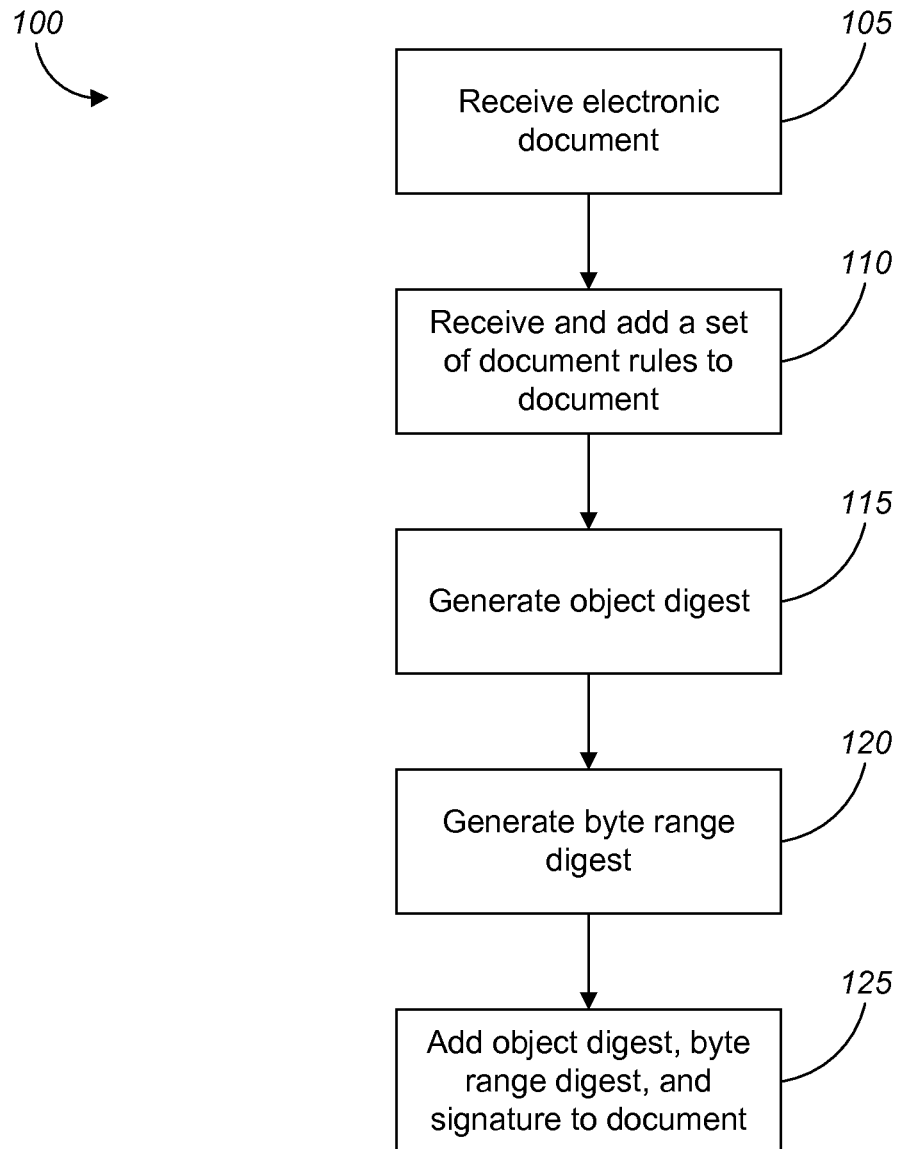 100
105
Receive electronic
document
110
Receive and add a set
of document rules to
document
115
Generate object digest
120
Generate byte range
digest
125
Add object digest, byte
range digest, and
signature to document